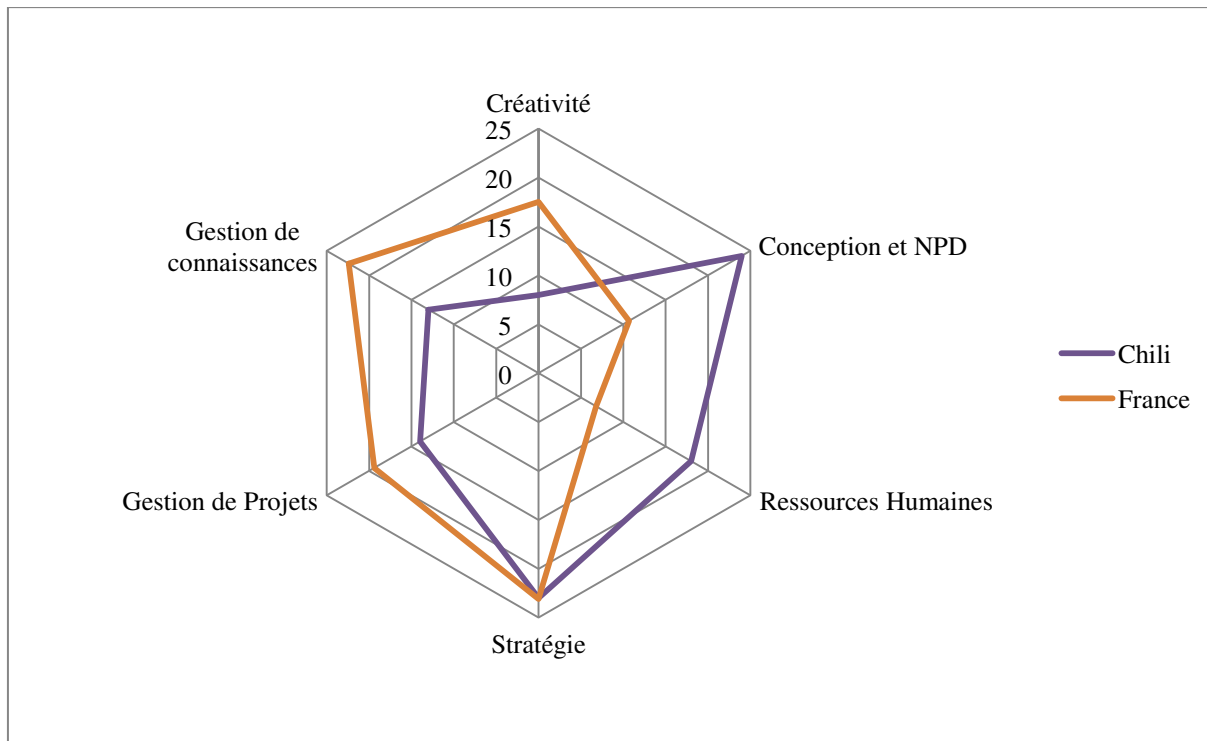 Créativité
25
20
15
10
5
0
Conception et NPD
Ressources Humaines
Stratégie
Gestion de Projets
Gestion de
connaissances
Chili
France